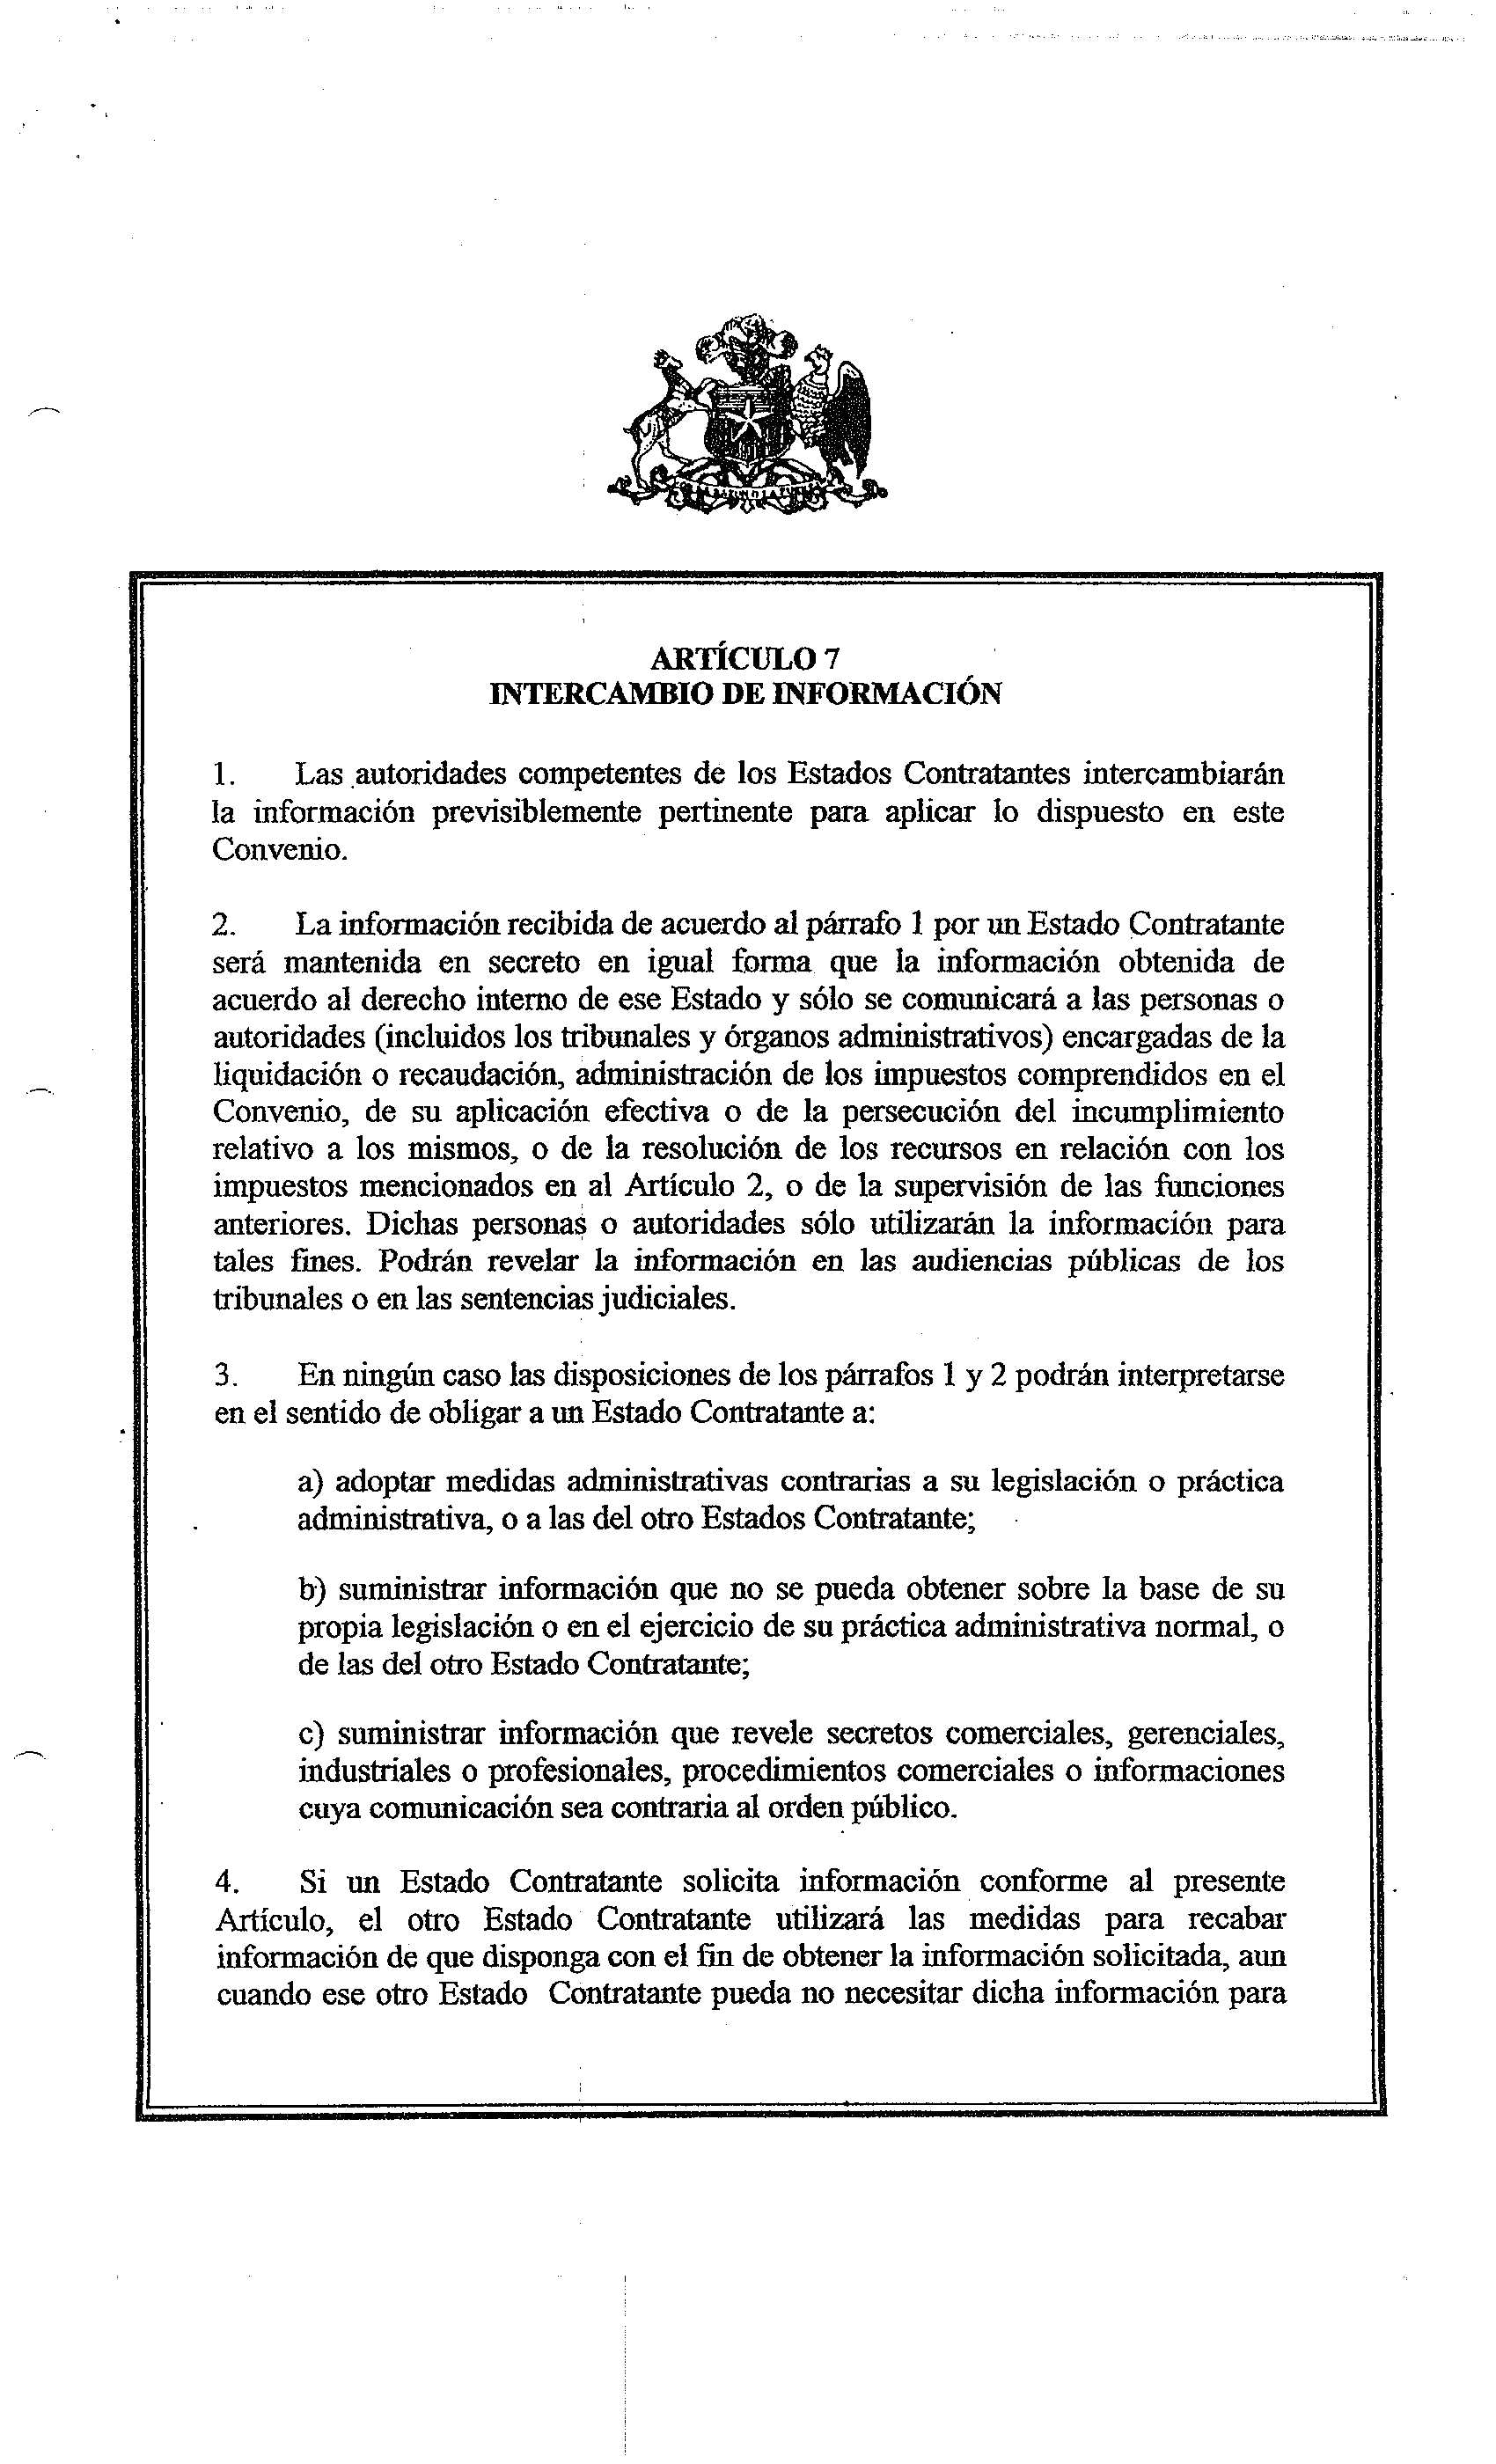 ARTÍCULO 7
INTERCAMBIO DE INFORMACIÓN
1. Las autoridades competentes de los Estados Contratantes intercambiarán
la información previsiblemente pertinente para aplicar lo dispuesto en este
Convenio.
2. La información recibida de acuerdo al párrafo 1 por un Estado Contratante
será mantenida en secreto en igual forma que la información obtenida de
acuerdo al derecho interno de ese Estado y sólo se comunicará a las personas o
autoridades (incluidos los tribunales y órganos administrativos) encargadas de la
liquidación o recaudación, administración de los impuestos comprendidos en el
Convenio, de su aplicación efectiva o de la persecución del incumplimiento
relativo a los mismos, o de la resolución de los recursos en relación con los
impuestos mencionados en al Artículo 2, o de la supervisión de las funciones
anteriores. Dichas personas o autoridades sólo utilizarán la información para
tales fines. Podrán revelar la información en las audiencias públicas de los
tribunales o en las sentencias judiciales.
3. En ningún caso las disposiciones de los párrafos 1 y 2 podrán interpretarse
en el sentido de obligar a un Estado Contratante a:
a) adoptar medidas administrativas contrarias a su legislación o práctica
administrativa, o a las del otro Estados Contratante;
b) suministrar información que no se pueda obtener sobre la base de su
propia legislación o en el ejercicio de su práctica administrativa normal, o
de las del otro Estado Contratante;
c) suministrar información que revele secretos comerciales, gerenciales,
industriales o profesionales, procedimientos comerciales o informaciones
cuya comunicación sea contraria al orden público.
4. Si un Estado Contratante solicita información conforme al presente
Artículo, el otro Estado Contratante utilizará las medidas para recabar
información de que disponga con el fin de obtener la información solicitada, aun
cuando ese otro Estado Contratante pueda no necesitar dicha información para